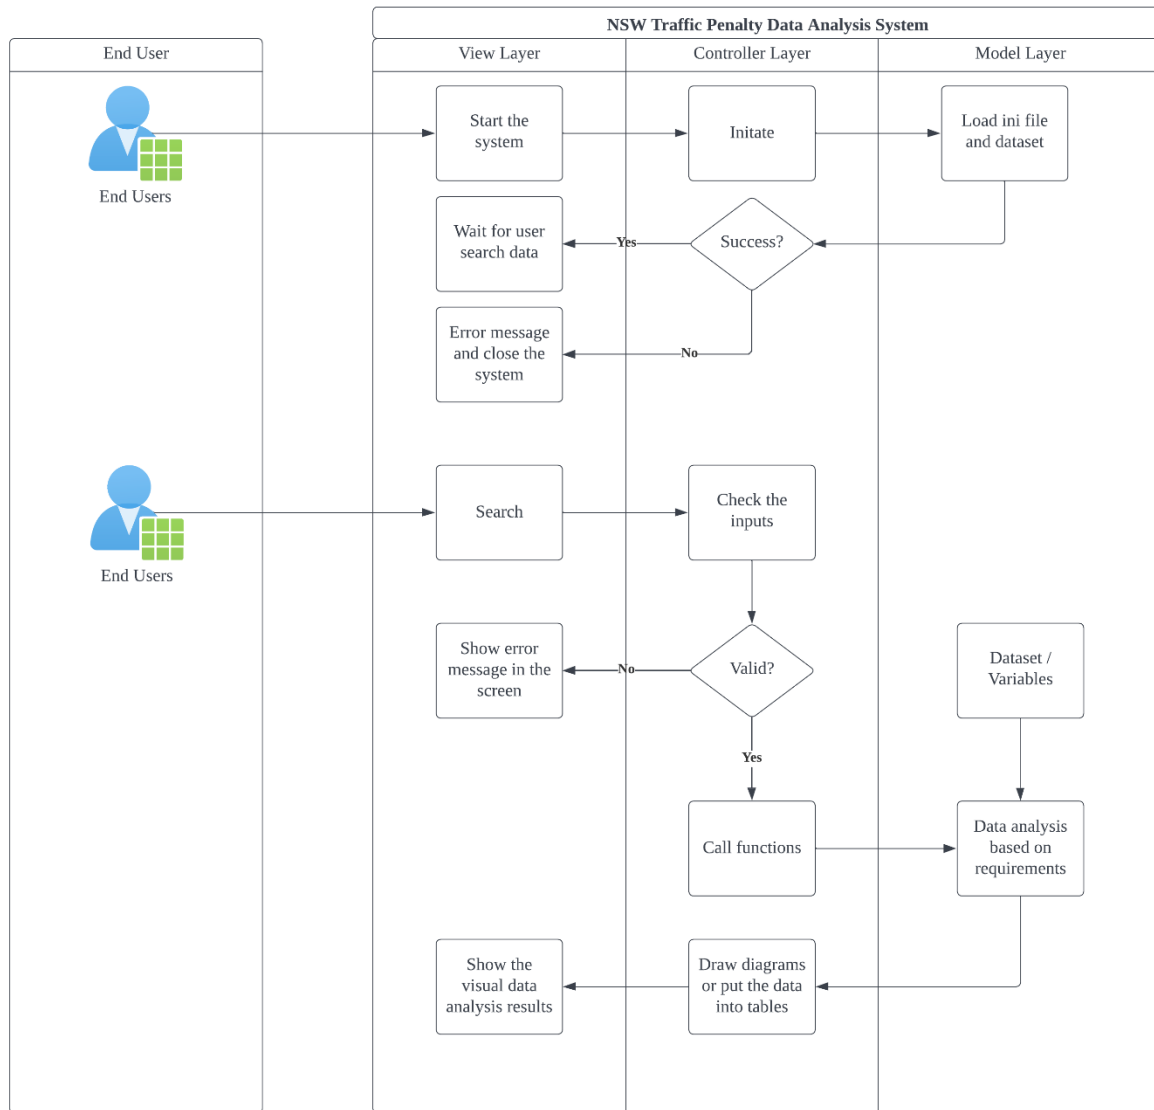 NSW Traffic Penalty Data Analysis System
End User
View Layer
Controller Layer
Model Layer
Start the
system
Initate
Load ini file
and dataset
End Users
Wait for user
search data
Yes
Success?
Error message
and close the
system
No
Search
Check the
inputs
End Users
Show error
message in the
screen
No
Valid?
Dataset /
Variables
Yes
Call functions
Data analysis
based on
requirements
Show the
visual data
analysis results
Draw diagrams
or put the data
into tables